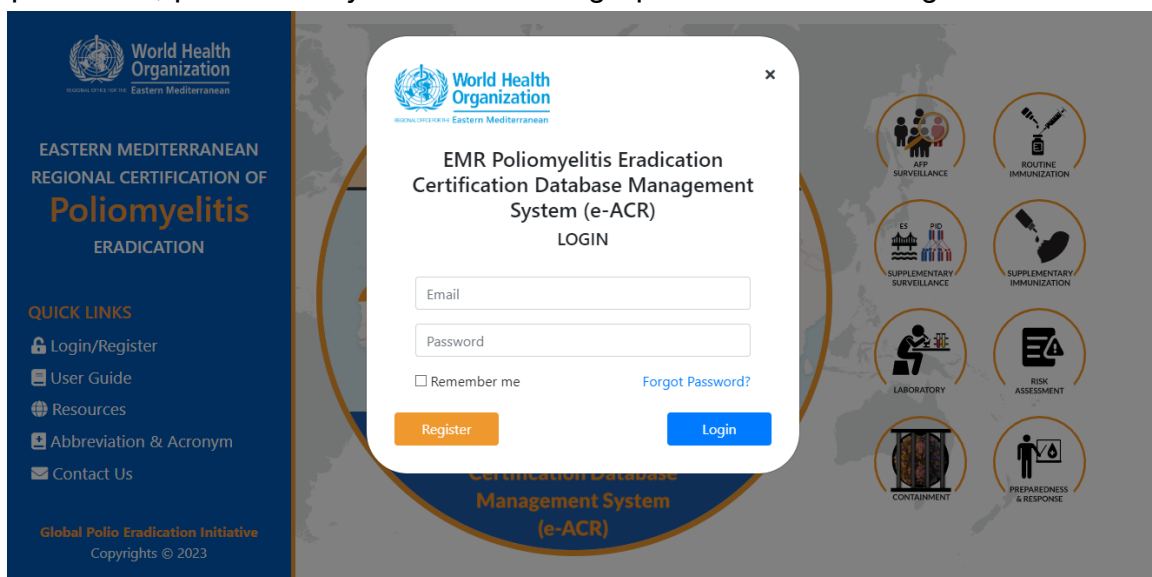 World Health
Organization
REGIONAL OFFICE FOR THE Eastern Mediterranean
EASTERN MEDITERRANEAN
REGIONAL CERTIFICATION OF
Poliomyelitis
ERADICATION
QUICK LINKS
Login/Register
User Guide
Resources
Abbreviation & Acronym
Contact Us
Global Polio Eradication Initiative
Copyrights © 2023
World Health
Organization
REGIONAL OFFICE FOR THE Eastern Mediterranean
×
EMR Poliomyelitis Eradication
Certification Database Management
System (e-ACR)
LOGIN
Email
Password
Remember me
Forgot Password?
Register
Login
Certification Database
Management System
(e-ACR)
AFP
SURVEILLANCE
ROUTINE
IMMUNIZATION
ES PID
SUPPLEMENTARY
SURVEILLANCE
SUPPLEMENTARY
IMMUNIZATION
LABORATORY
RISK
ASSESSMENT
CONTAINMENT
PREPAREDNESS
& RESPONSE